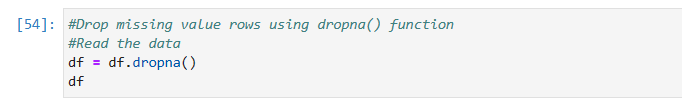 [54]: #Drop missing value rows using dropna() function
#Read the data
df = df.dropna()
df